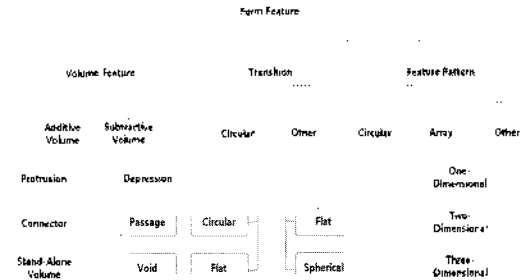 Form Feature
Volume Feature Transition Feature Pattern
Additive Volume Subtractive Volume Circular Other Circular Array Other
Protrusion Depression One-Dimensional
Connector Passage Circular Flat Two-Dimensional
Stand-Alone Volume Void Flat Spherical Three-Dimensional